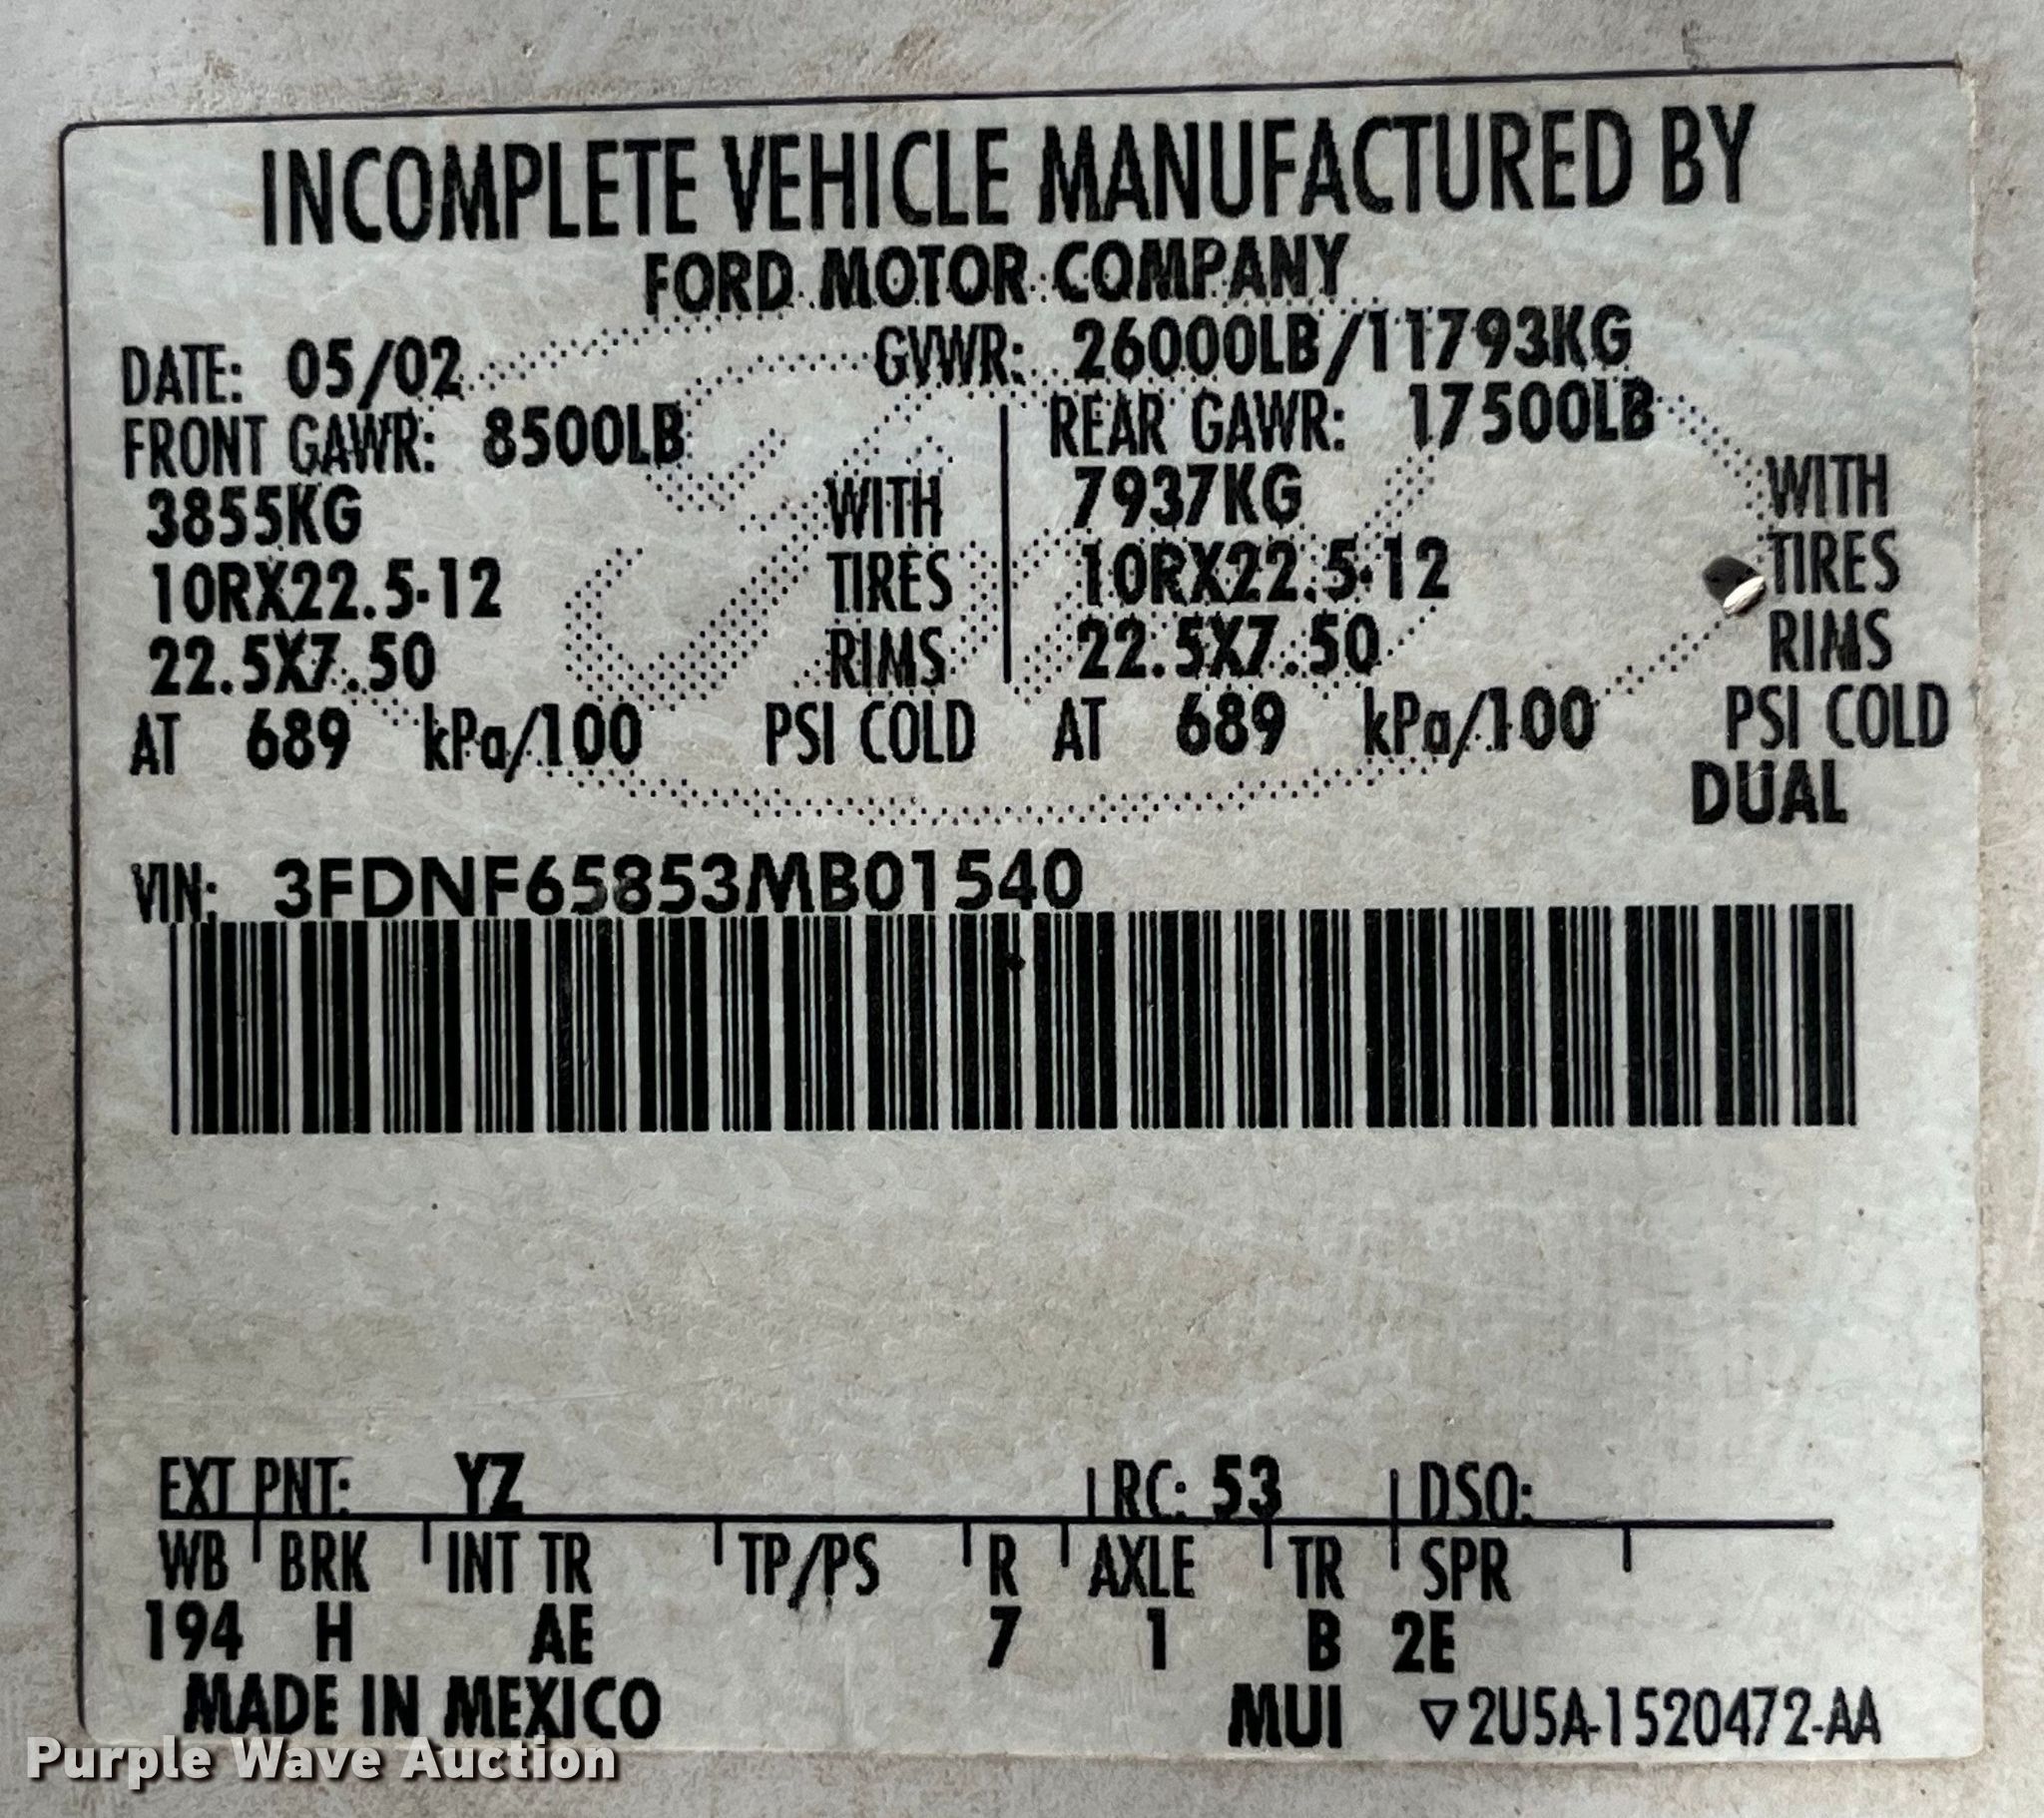 INCOMPLETE VEHICLE MANUFACTURED BY
FORD MOTOR COMPANY
DATE: 05/02 GVWR: 26000LB/11793KG
FRONT GAWR: 8500LB REAR GAWR: 17500LB
3855KG WITH 7937KG WITH
10RX22.5-12 TIRES 10RX22.5-12 TIRES
22.5X7.50 RIMS 22.5X7.50 RIMS
AT 689 kPa/100 PSI COLD AT 689 kPa/100 PSI COLD
DUAL
VIN: 3FDNF65853MB01540
EXT PNT: YZ RC: 53 DSO:
WB BRK INT TR TP/PS R AXLE TR SPR
194 H AE 7 1 B 2E
MADE IN MEXICO MUI ▽2U5A-1520472-AA
Purple Wave Auction